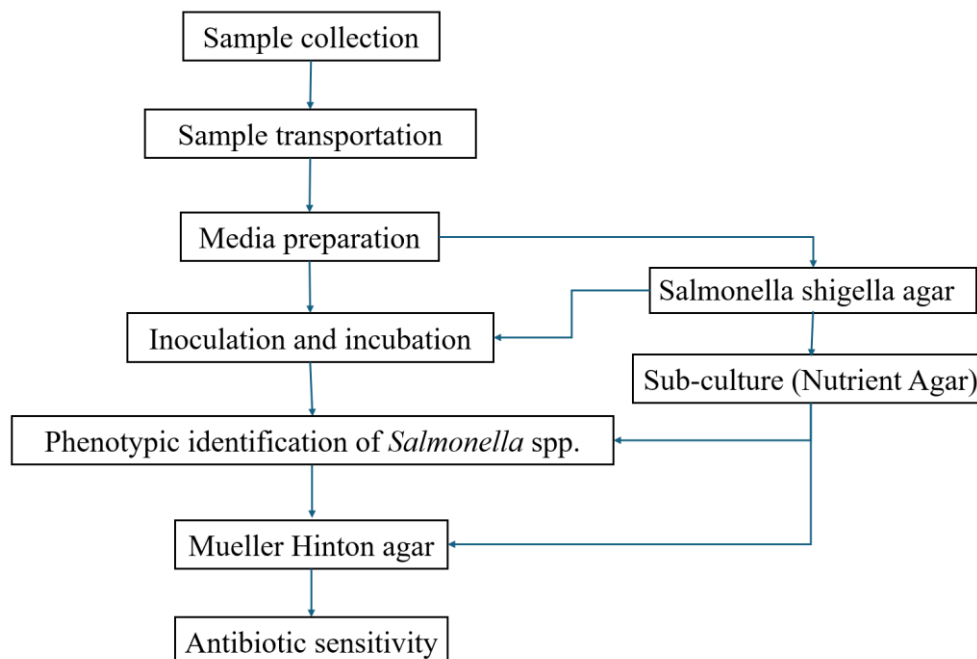 Sample collection
Sample transportation
Media preparation
Salmonella shigella agar
Inoculation and incubation
Sub-culture (Nutrient Agar)
Phenotypic identification of Salmonella spp.
Mueller Hinton agar
Antibiotic sensitivity